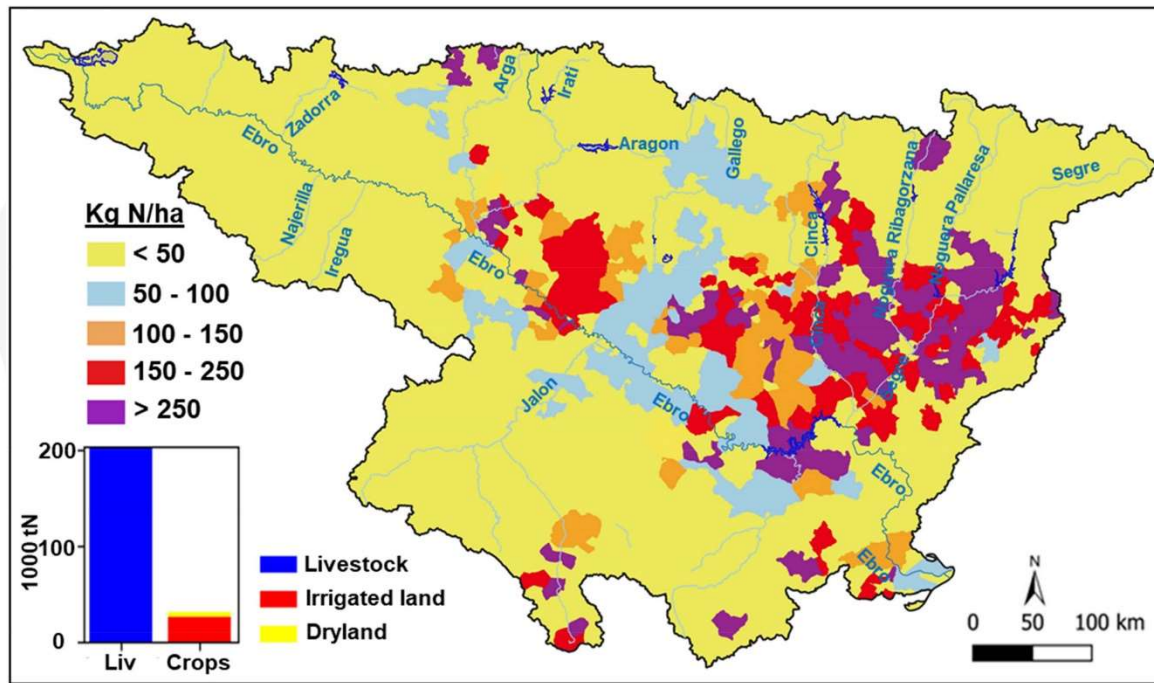 Arga
Irati
Zadorra
Ebro
Aragon
Gallego
Segre
Najerilla
Iregua
Cinca
Noguera Ribagorzana
Noguera Pallaresa
Ebro
Cinca
Segre
Jalon
Ebro
Ebro
Ebro
Kg N/ha
< 50
50 - 100
100 - 150
150 - 250
> 250
200
100
0
1000 tN
Liv
Crops
Livestock
Irrigated land
Dryland
N
0 50 100 km